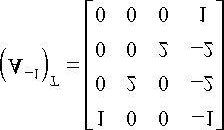 (A⁻¹)ᵀ =
1 0 0 -1
0 2 0 -2
0 0 2 -2
0 0 0 1